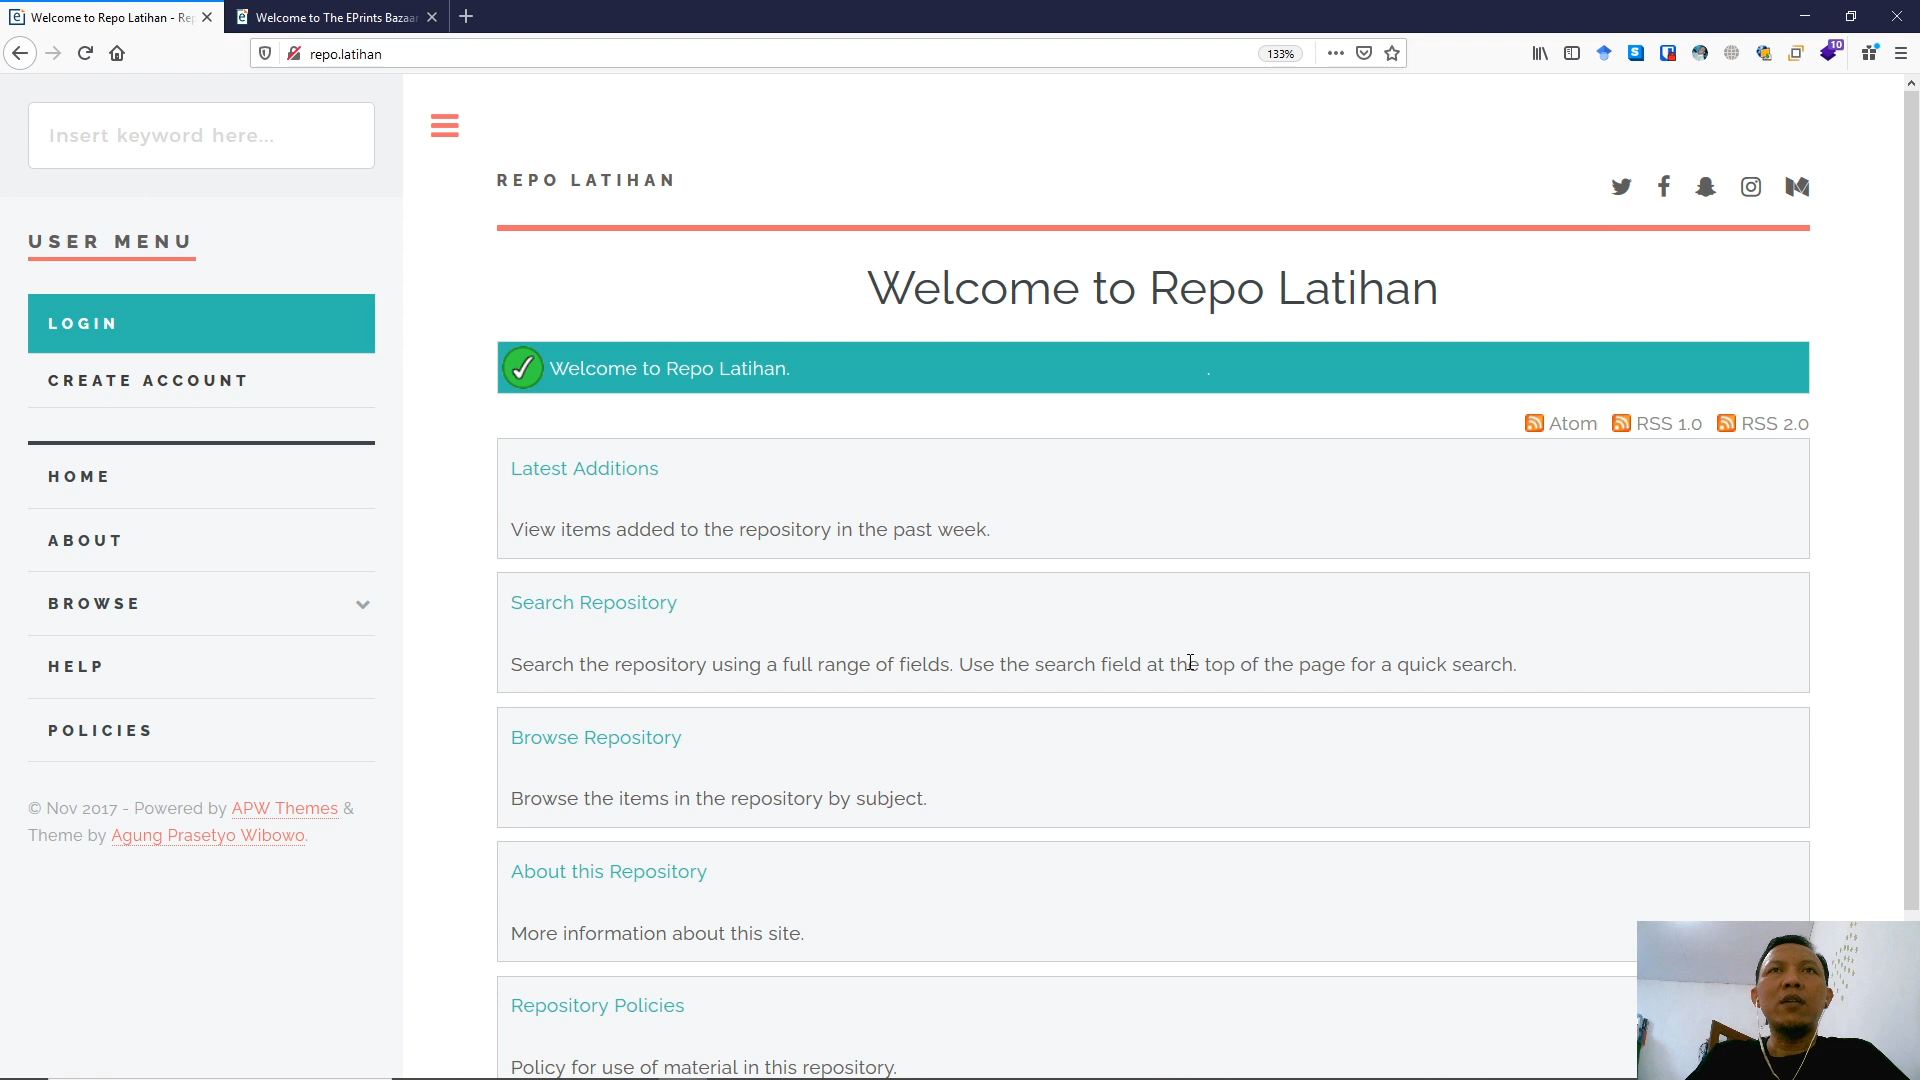 Welcome to Repo Latihan - Rep
Welcome to The EPrints Bazaar
repo.latihan
133%
10
Insert keyword here...
USER MENU
LOGIN
CREATE ACCOUNT
HOME
ABOUT
BROWSE
HELP
POLICIES
© Nov 2017 - Powered by APW Themes &
Theme by Agung Prasetyo Wibowo.
REPO LATIHAN
Welcome to Repo Latihan
Welcome to Repo Latihan. .
Atom RSS 1.0 RSS 2.0
Latest Additions
View items added to the repository in the past week.
Search Repository
Search the repository using a full range of fields. Use the search field at the top of the page for a quick search.
Browse Repository
Browse the items in the repository by subject.
About this Repository
More information about this site.
Repository Policies
Policy for use of material in this repository.